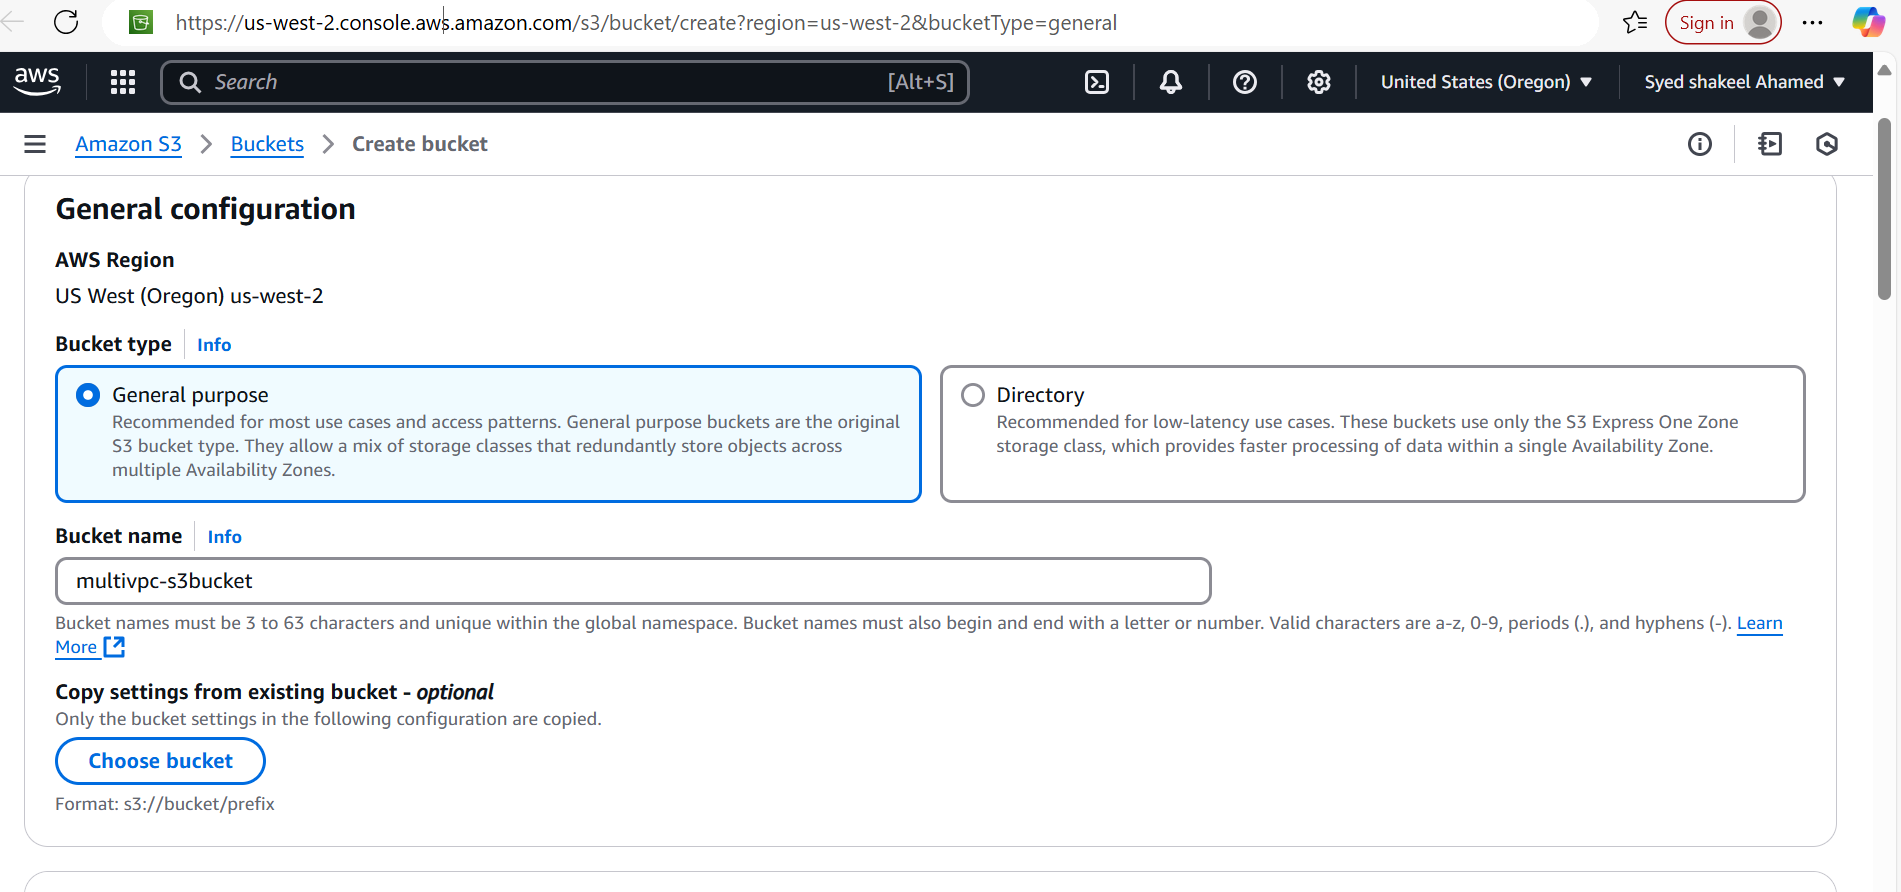 https://us-west-2.console.aws.amazon.com/s3/bucket/create?region=us-west-2&bucketType=general
Sign in
aws
Search
[Alt+S]
United States (Oregon)
Syed shakeel Ahamed
Amazon S3
Buckets
Create bucket
General configuration
AWS Region
US West (Oregon) us-west-2
Bucket type
Info
General purpose
Recommended for most use cases and access patterns. General purpose buckets are the original
S3 bucket type. They allow a mix of storage classes that redundantly store objects across
multiple Availability Zones.
Directory
Recommended for low-latency use cases. These buckets use only the S3 Express One Zone
storage class, which provides faster processing of data within a single Availability Zone.
Bucket name
Info
multivpc-s3bucket
Bucket names must be 3 to 63 characters and unique within the global namespace. Bucket names must also begin and end with a letter or number. Valid characters are a-z, 0-9, periods (.), and hyphens (-). Learn
More
Copy settings from existing bucket - optional
Only the bucket settings in the following configuration are copied.
Choose bucket
Format: s3://bucket/prefix